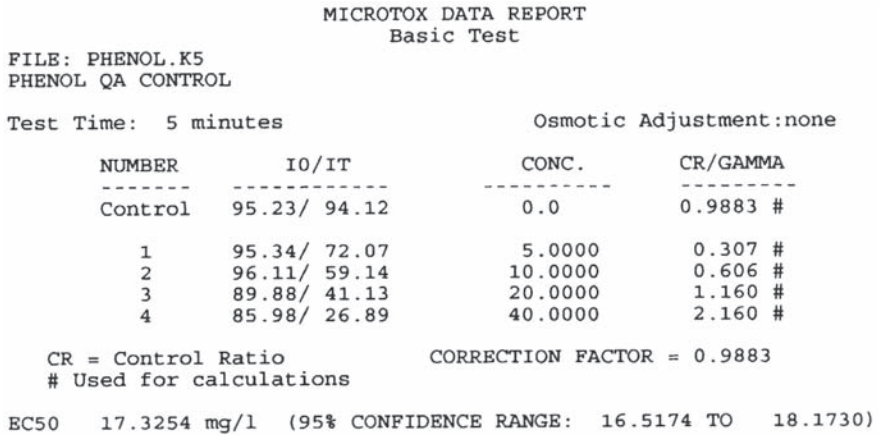 MICROTOX DATA REPORT
Basic Test
FILE: PHENOL.K5
PHENOL QA CONTROL
Test Time: 5 minutes Osmotic Adjustment:none
NUMBER I0/IT CONC. CR/GAMMA
------- ------------ ---------- ---------
Control 95.23/ 94.12 0.0 0.9883 #
1 95.34/ 72.07 5.0000 0.307 #
2 96.11/ 59.14 10.0000 0.606 #
3 89.88/ 41.13 20.0000 1.160 #
4 85.98/ 26.89 40.0000 2.160 #
CR = Control Ratio CORRECTION FACTOR = 0.9883
# Used for calculations
EC50 17.3254 mg/l (95% CONFIDENCE RANGE: 16.5174 TO 18.1730)